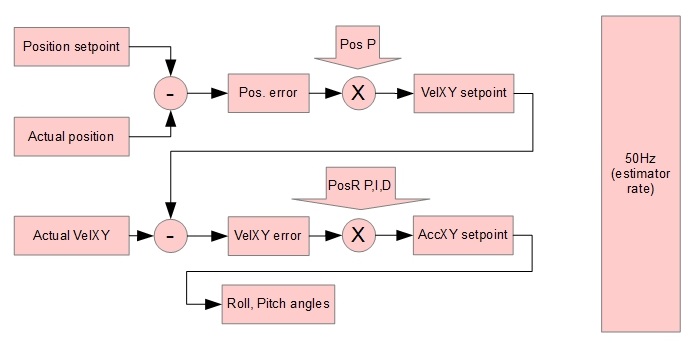 Position setpoint
Pos P
-
Pos. error
X
VelXY setpoint
Actual position
50Hz
(estimator
rate)
PosR P,I,D
Actual VelXY
-
VelXY error
X
AccXY setpoint
Roll, Pitch angles